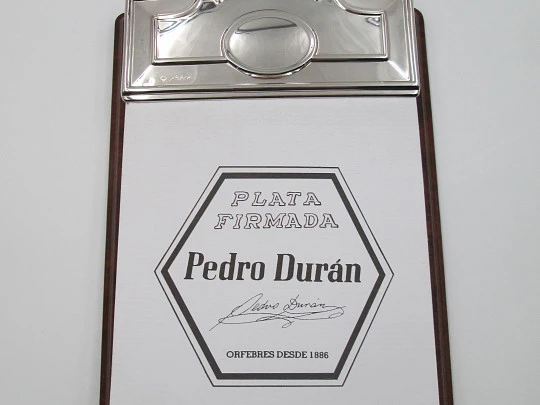 PLATA
FIRMADA
Pedro Durán
Pedro Durán
ORFEBRES DESDE 1886